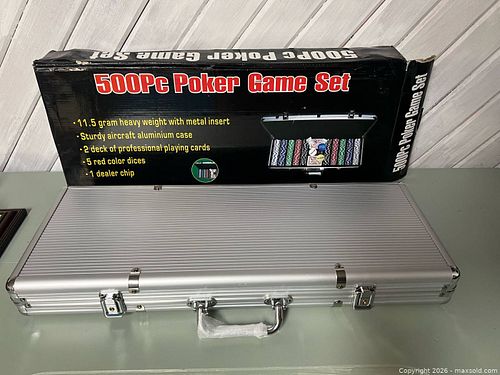 500Pc Poker Game Set
500Pc Poker Game Set
· 11.5 gram heavy weight with metal insert
· Sturdy aircraft aluminium case
· 2 deck of professional playing cards
· 5 red color dices
· 1 dealer chip
500Pc Poker Game Set
Copyright 2026 - maxsold.com